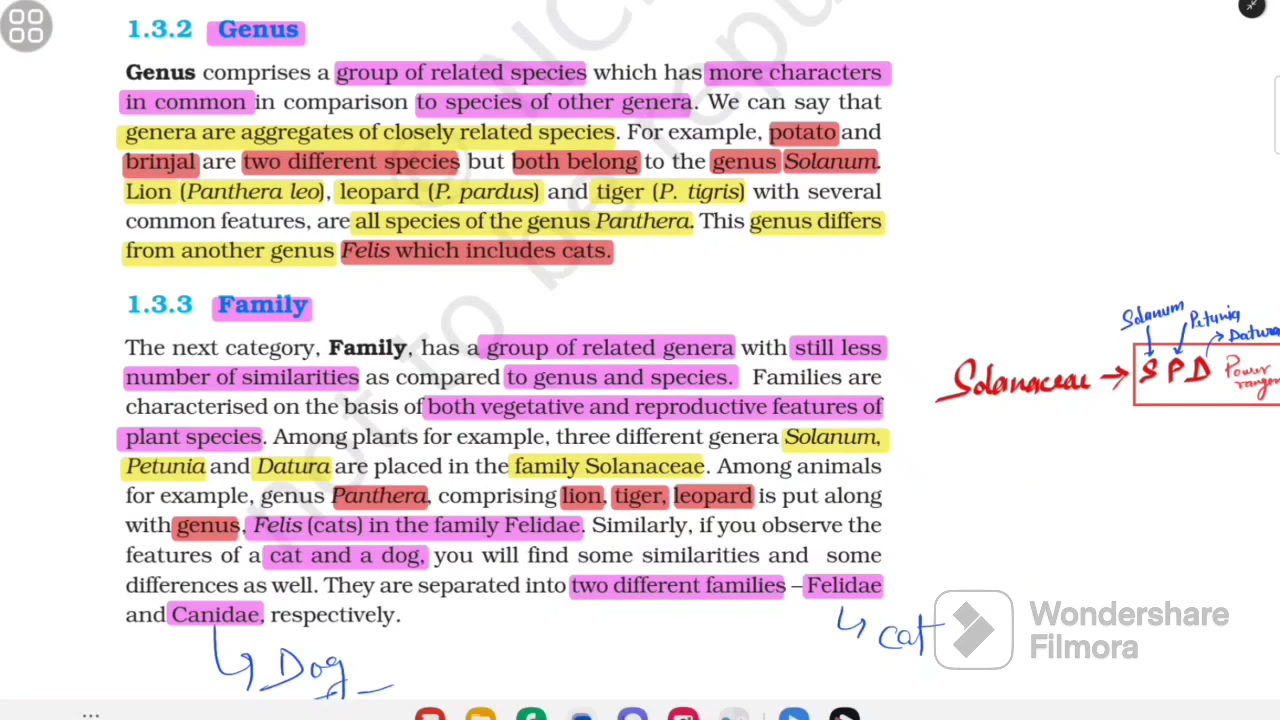 1.3.2 Genus
Genus comprises a group of related species which has more characters
in common in comparison to species of other genera. We can say that
genera are aggregates of closely related species. For example, potato and
brinjal are two different species but both belong to the genus Solanum.
Lion (Panthera leo), leopard (P. pardus) and tiger (P. tigris) with several
common features, are all species of the genus Panthera. This genus differs
from another genus Felis which includes cats.
1.3.3 Family
The next category, Family, has a group of related genera with still less
number of similarities as compared to genus and species. Families are
characterised on the basis of both vegetative and reproductive features of
plant species. Among plants for example, three different genera Solanum,
Petunia and Datura are placed in the family Solanaceae. Among animals
for example, genus Panthera, comprising lion, tiger, leopard is put along
with genus, Felis (cats) in the family Felidae. Similarly, if you observe the
features of a cat and a dog, you will find some similarities and some
differences as well. They are separated into two different families – Felidae
and Canidae, respectively.
Dog
cat
Solanum
Petunia
Datura
Solanaceae → SPD
Power
ranger
not to be repu
Wondershare
Filmora